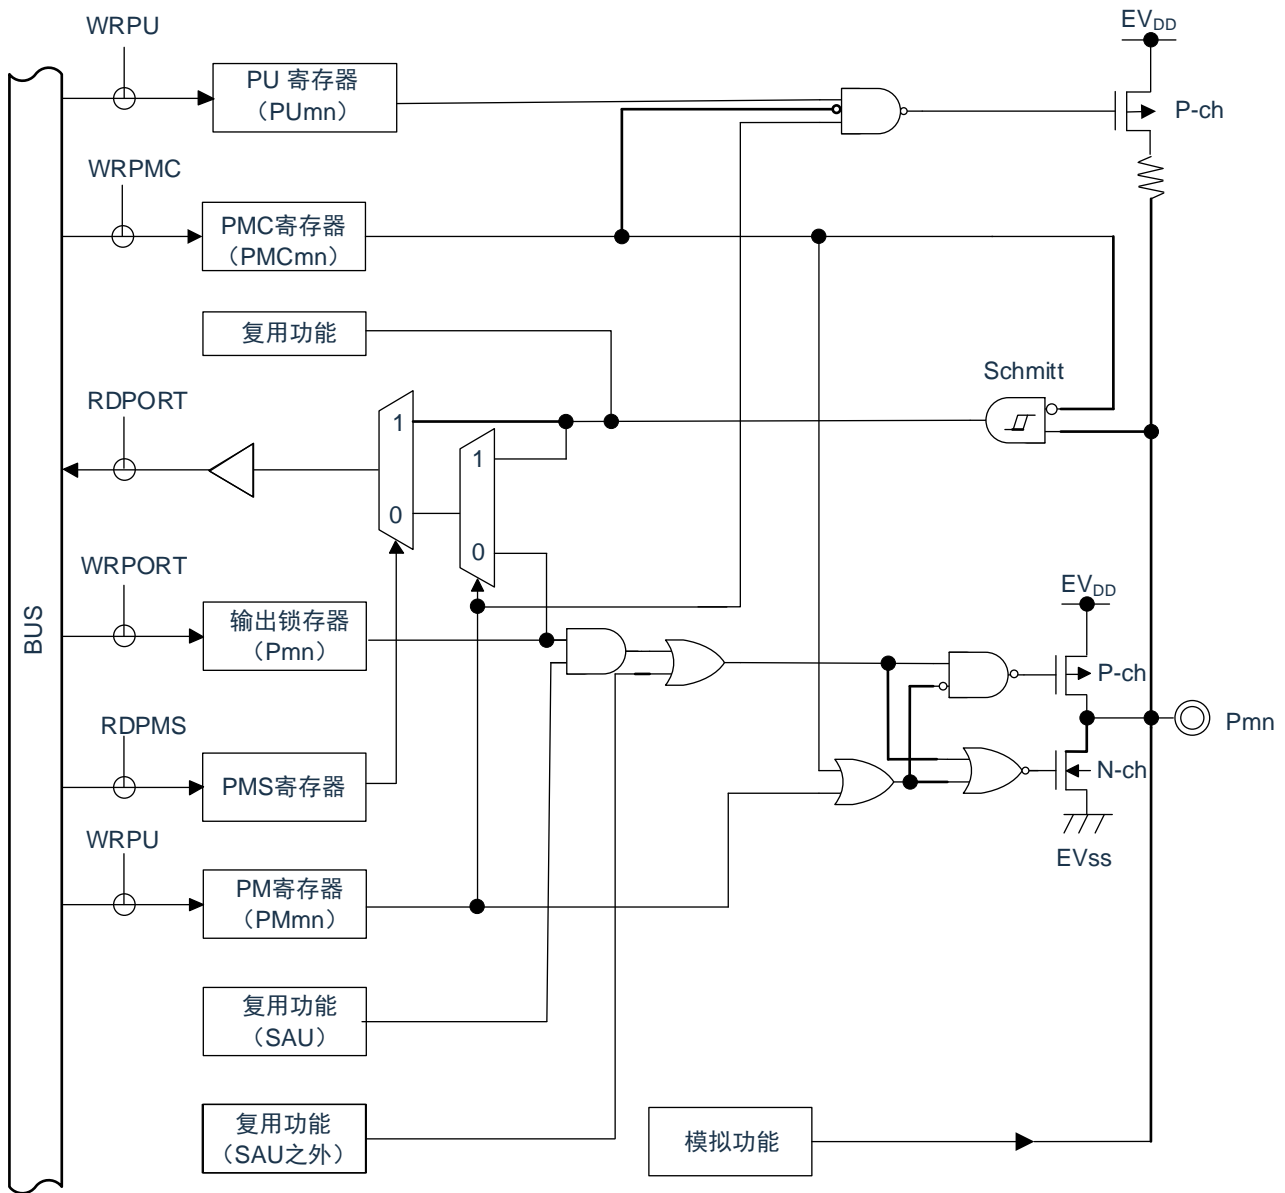 WRPU
EVDD
PU 寄存器
（PUmn）
P-ch
WRPMC
PMC寄存器
（PMCmn）
复用功能
Schmitt
RDPORT
1
1
0
0
WRPORT
EVDD
BUS
输出锁存器
（Pmn）
P-ch
Pmn
RDPMS
PMS寄存器
N-ch
WRPU
EVss
PM寄存器
（PMmn）
复用功能
（SAU）
复用功能
（SAU之外）
模拟功能